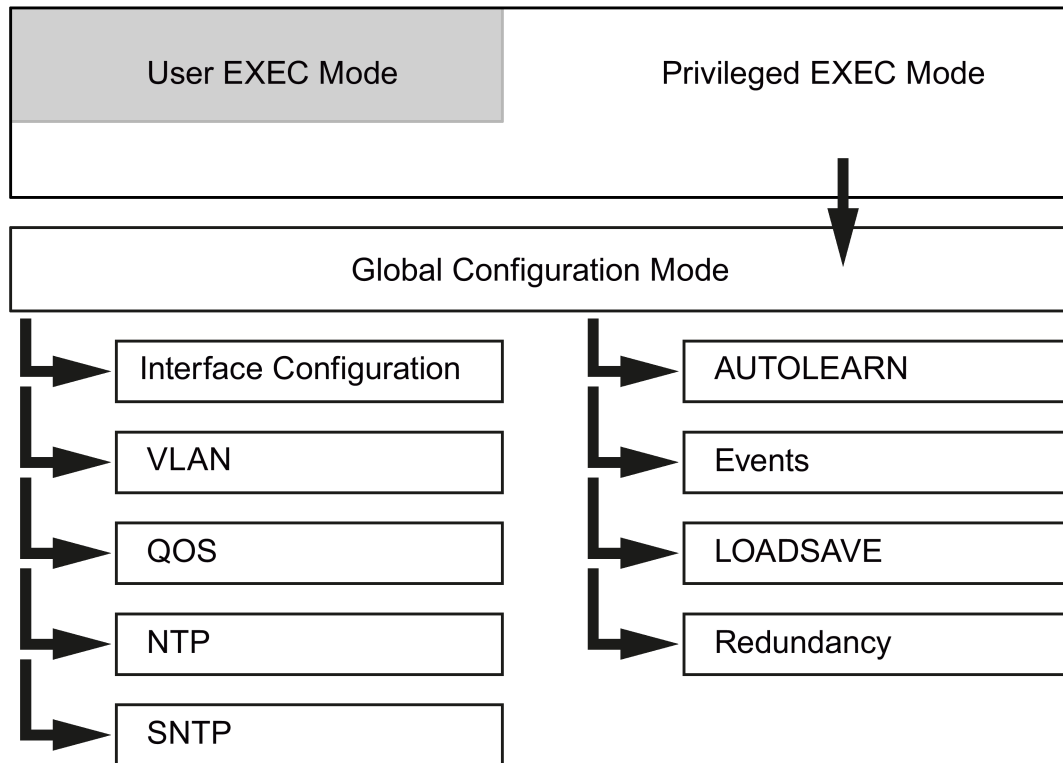 User EXEC Mode
Privileged EXEC Mode
Global Configuration Mode
Interface Configuration
VLAN
QOS
NTP
SNTP
AUTOLEARN
Events
LOADSAVE
Redundancy